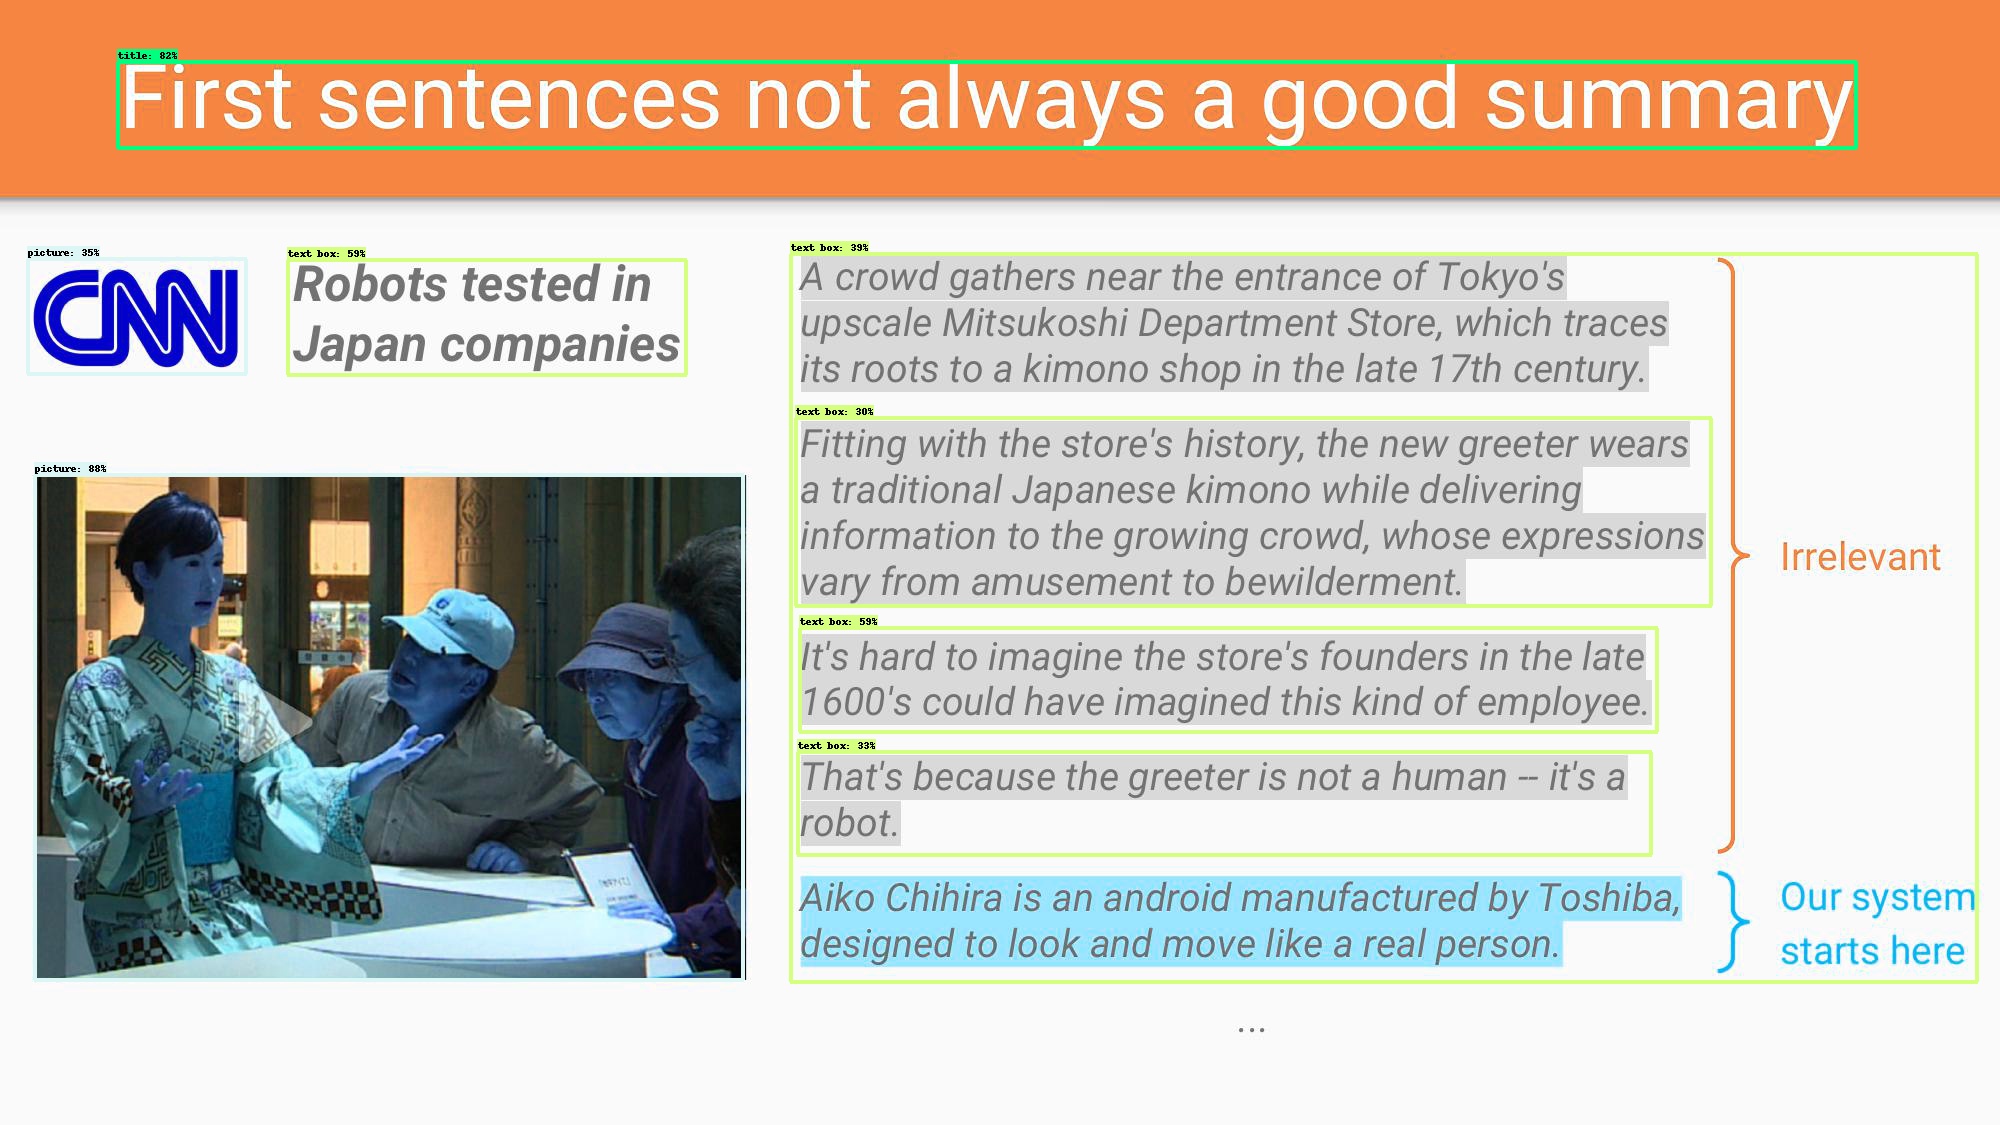 title: 82%
First sentences not always a good summary
picture: 35%
CNN
text box: 59%
Robots tested in
Japan companies
picture: 88%
text box: 39%
A crowd gathers near the entrance of Tokyo's
upscale Mitsukoshi Department Store, which traces
its roots to a kimono shop in the late 17th century.
text box: 30%
Fitting with the store's history, the new greeter wears
a traditional Japanese kimono while delivering
information to the growing crowd, whose expressions
vary from amusement to bewilderment.
text box: 59%
It's hard to imagine the store's founders in the late
1600's could have imagined this kind of employee.
text box: 33%
That's because the greeter is not a human -- it's a
robot.
Irrelevant
Aiko Chihira is an android manufactured by Toshiba,
designed to look and move like a real person.
Our system
starts here
...